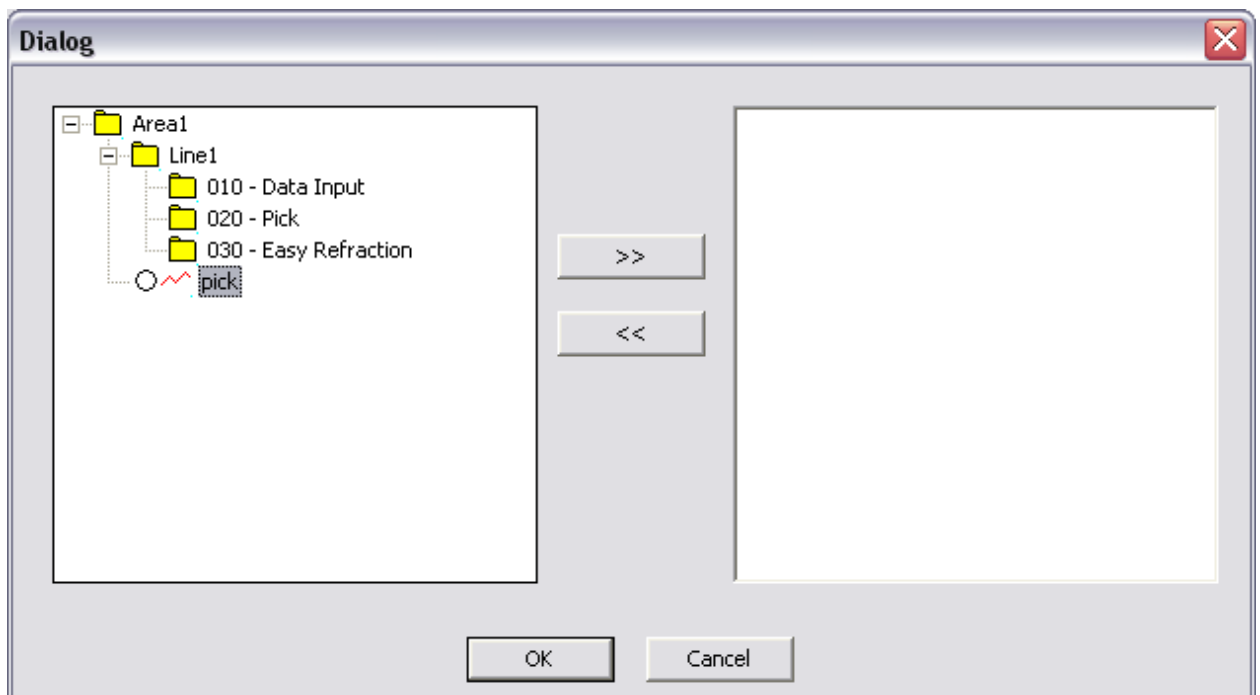 Dialog
Area1
Line1
010 - Data Input
020 - Pick
030 - Easy Refraction
pick
>>
<<
OK
Cancel